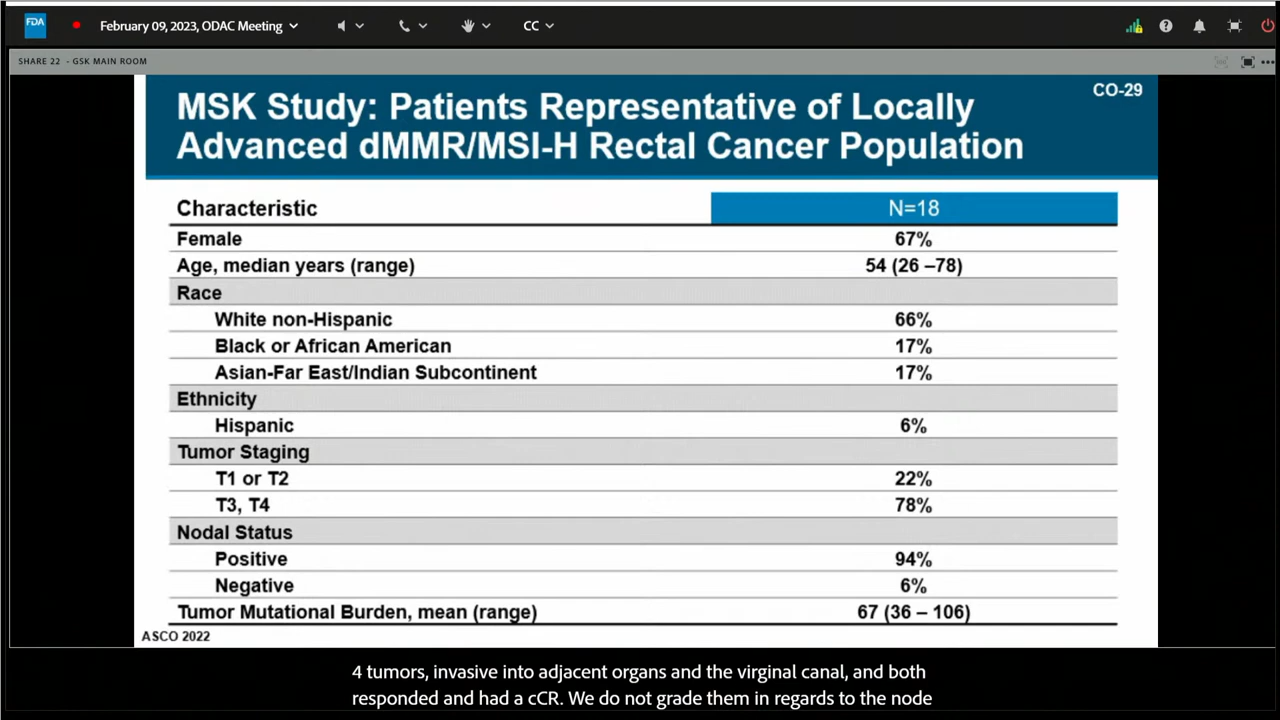 FDA February 09, 2023, ODAC Meeting CC
SHARE 22 - GSK MAIN ROOM
CO-29
MSK Study: Patients Representative of Locally
Advanced dMMR/MSI-H Rectal Cancer Population
Characteristic N=18
Female 67%
Age, median years (range) 54 (26 –78)
Race
White non-Hispanic 66%
Black or African American 17%
Asian-Far East/Indian Subcontinent 17%
Ethnicity
Hispanic 6%
Tumor Staging
T1 or T2 22%
T3, T4 78%
Nodal Status
Positive 94%
Negative 6%
Tumor Mutational Burden, mean (range) 67 (36 – 106)
ASCO 2022
4 tumors, invasive into adjacent organs and the virginal canal, and both
responded and had a cCR. We do not grade them in regards to the node